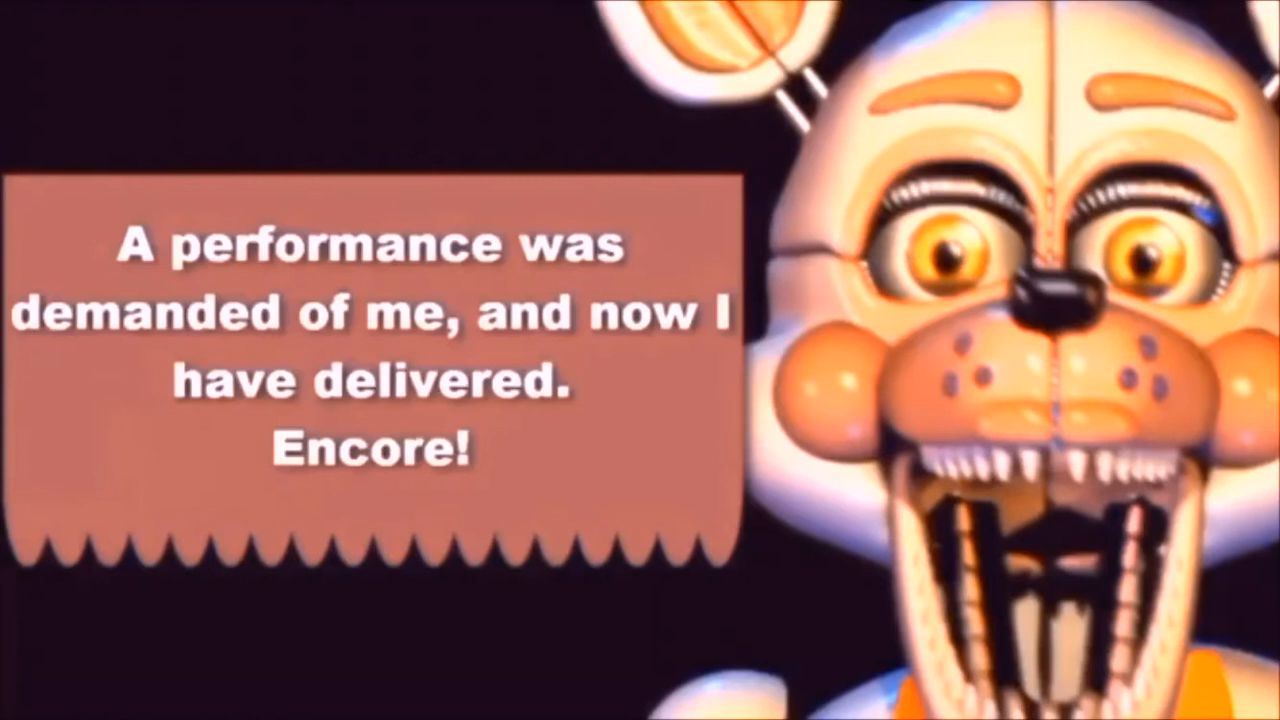 A performance was
demanded of me, and now I
have delivered.
Encore!